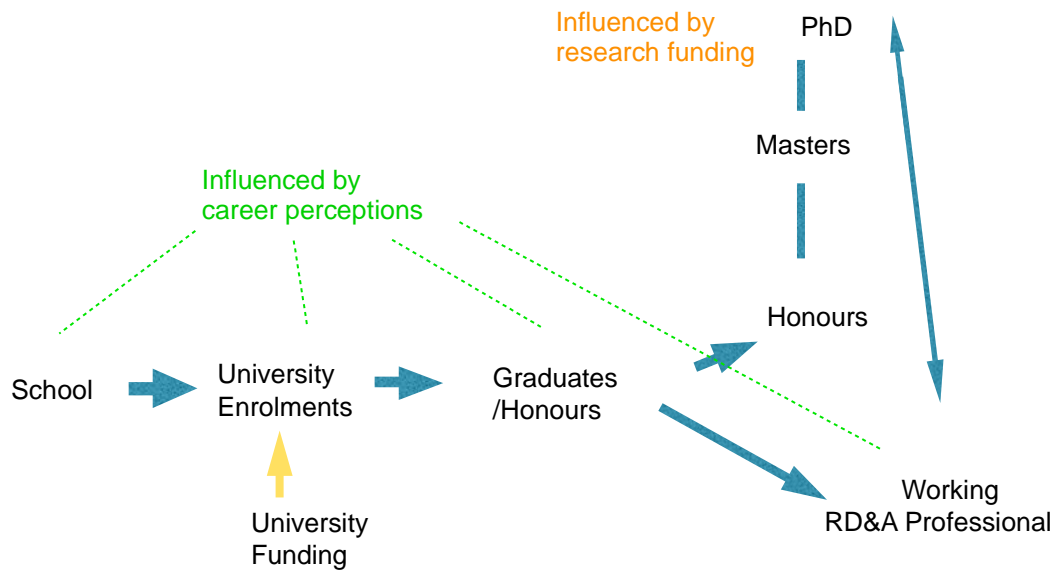 Influenced by
research funding
PhD
Masters
Influenced by
career perceptions
Honours
School
University
Enrolments
Graduates
/Honours
University
Funding
Working
RD&A Professional